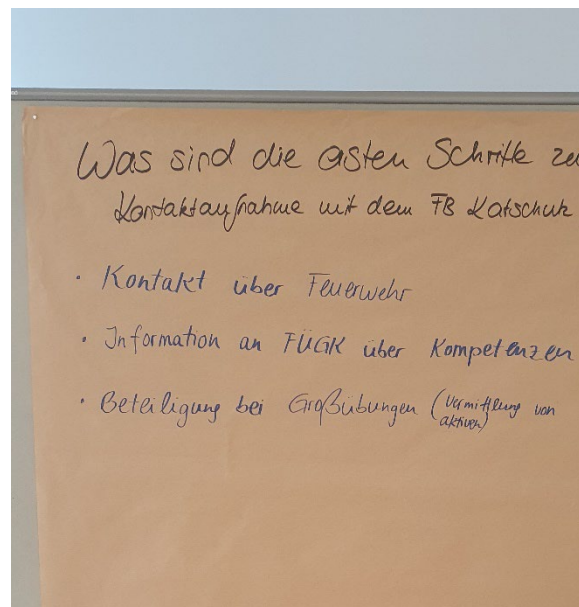 Was sind die ersten Schritte zu
Kontaktaufnahme mit dem FB Katschutz
· Kontakt über Feuerwehr
· Information an FÜGK über Kompetenzen
· Beteiligung bei Großübungen (Vermittlung von
aktiven)